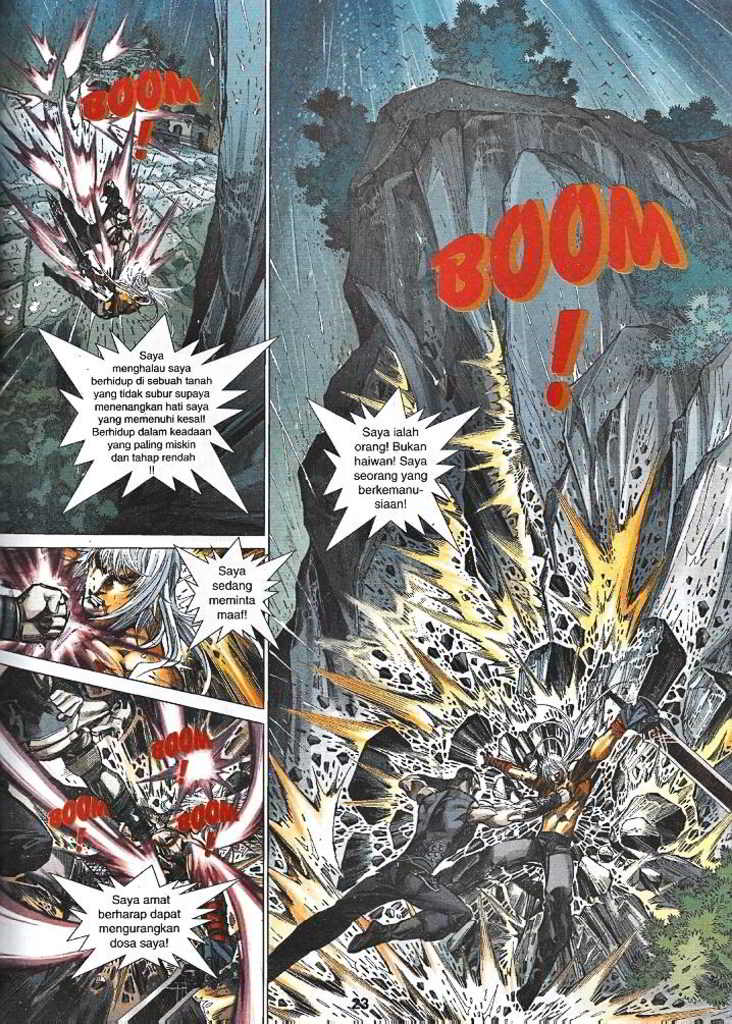 BOOM
!
Saya
menghalau saya
berhidup di sebuah tanah
yang tidak subur supaya
menenangkan hati saya
yang memenuhi kesal!
Berhidup dalam keadaan
yang paling miskin
dan tahap rendah
!!
Saya
sedang
meminta
maaf!
BOOM
!
BOOM
!
BOOM
!
Saya amat
berharap dapat
mengurangkan
dosa saya!
BOOM
!
Saya ialah
orang! Bukan
haiwan! Saya
seorang yang
berkemanu-
siaan!
23